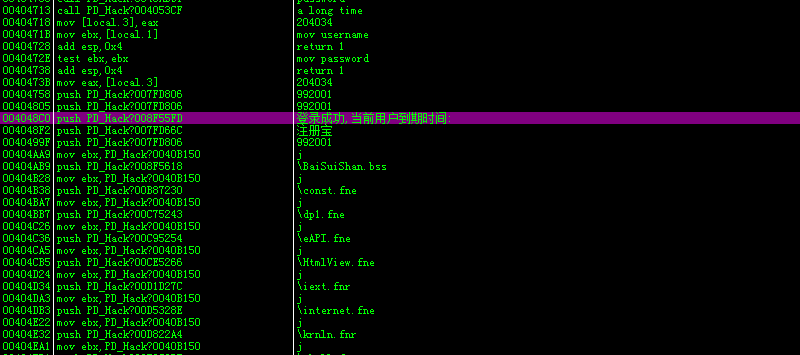 00404713 call PD_Hack?004053CF a long time
00404718 mov [local.3],eax 204034
00404720 mov ebx,[local.1] mov username
00404728 add esp,0x4 return 1
0040472E test ebx,ebx mov password
00404738 add esp,0x4 return 1
0040473B mov eax,[local.3] 204034
00404758 push PD_Hack?007FD806 992001
00404805 push PD_Hack?007FD806 992001
004048C0 push PD_Hack?008F55FD 登录成功,当前用户到期时间:
004048F2 push PD_Hack?007FD66C 注册宝
0040499F push PD_Hack?007FD806 992001
00404AA9 mov ebx,PD_Hack?0040B150 j
00404AB9 push PD_Hack?008F5618 \BaiSuiShan.bss
00404B28 mov ebx,PD_Hack?0040B150 j
00404B38 push PD_Hack?00B87230 \const.fne
00404BA7 mov ebx,PD_Hack?0040B150 j
00404BB7 push PD_Hack?00C75243 \dp1.fne
00404C26 mov ebx,PD_Hack?0040B150 j
00404C36 push PD_Hack?00C95254 \eAPI.fne
00404CA5 mov ebx,PD_Hack?0040B150 j
00404CB5 push PD_Hack?00CE5266 \HtmlView.fne
00404D24 mov ebx,PD_Hack?0040B150 j
00404D34 push PD_Hack?00D1D27C \iext.fnr
00404DA3 mov ebx,PD_Hack?0040B150 j
00404DB3 push PD_Hack?00D5328E \internet.fne
00404E22 mov ebx,PD_Hack?0040B150 j
00404E32 push PD_Hack?00D822A4 \krnln.fnr
00404EA1 mov ebx,PD_Hack?0040B150 j